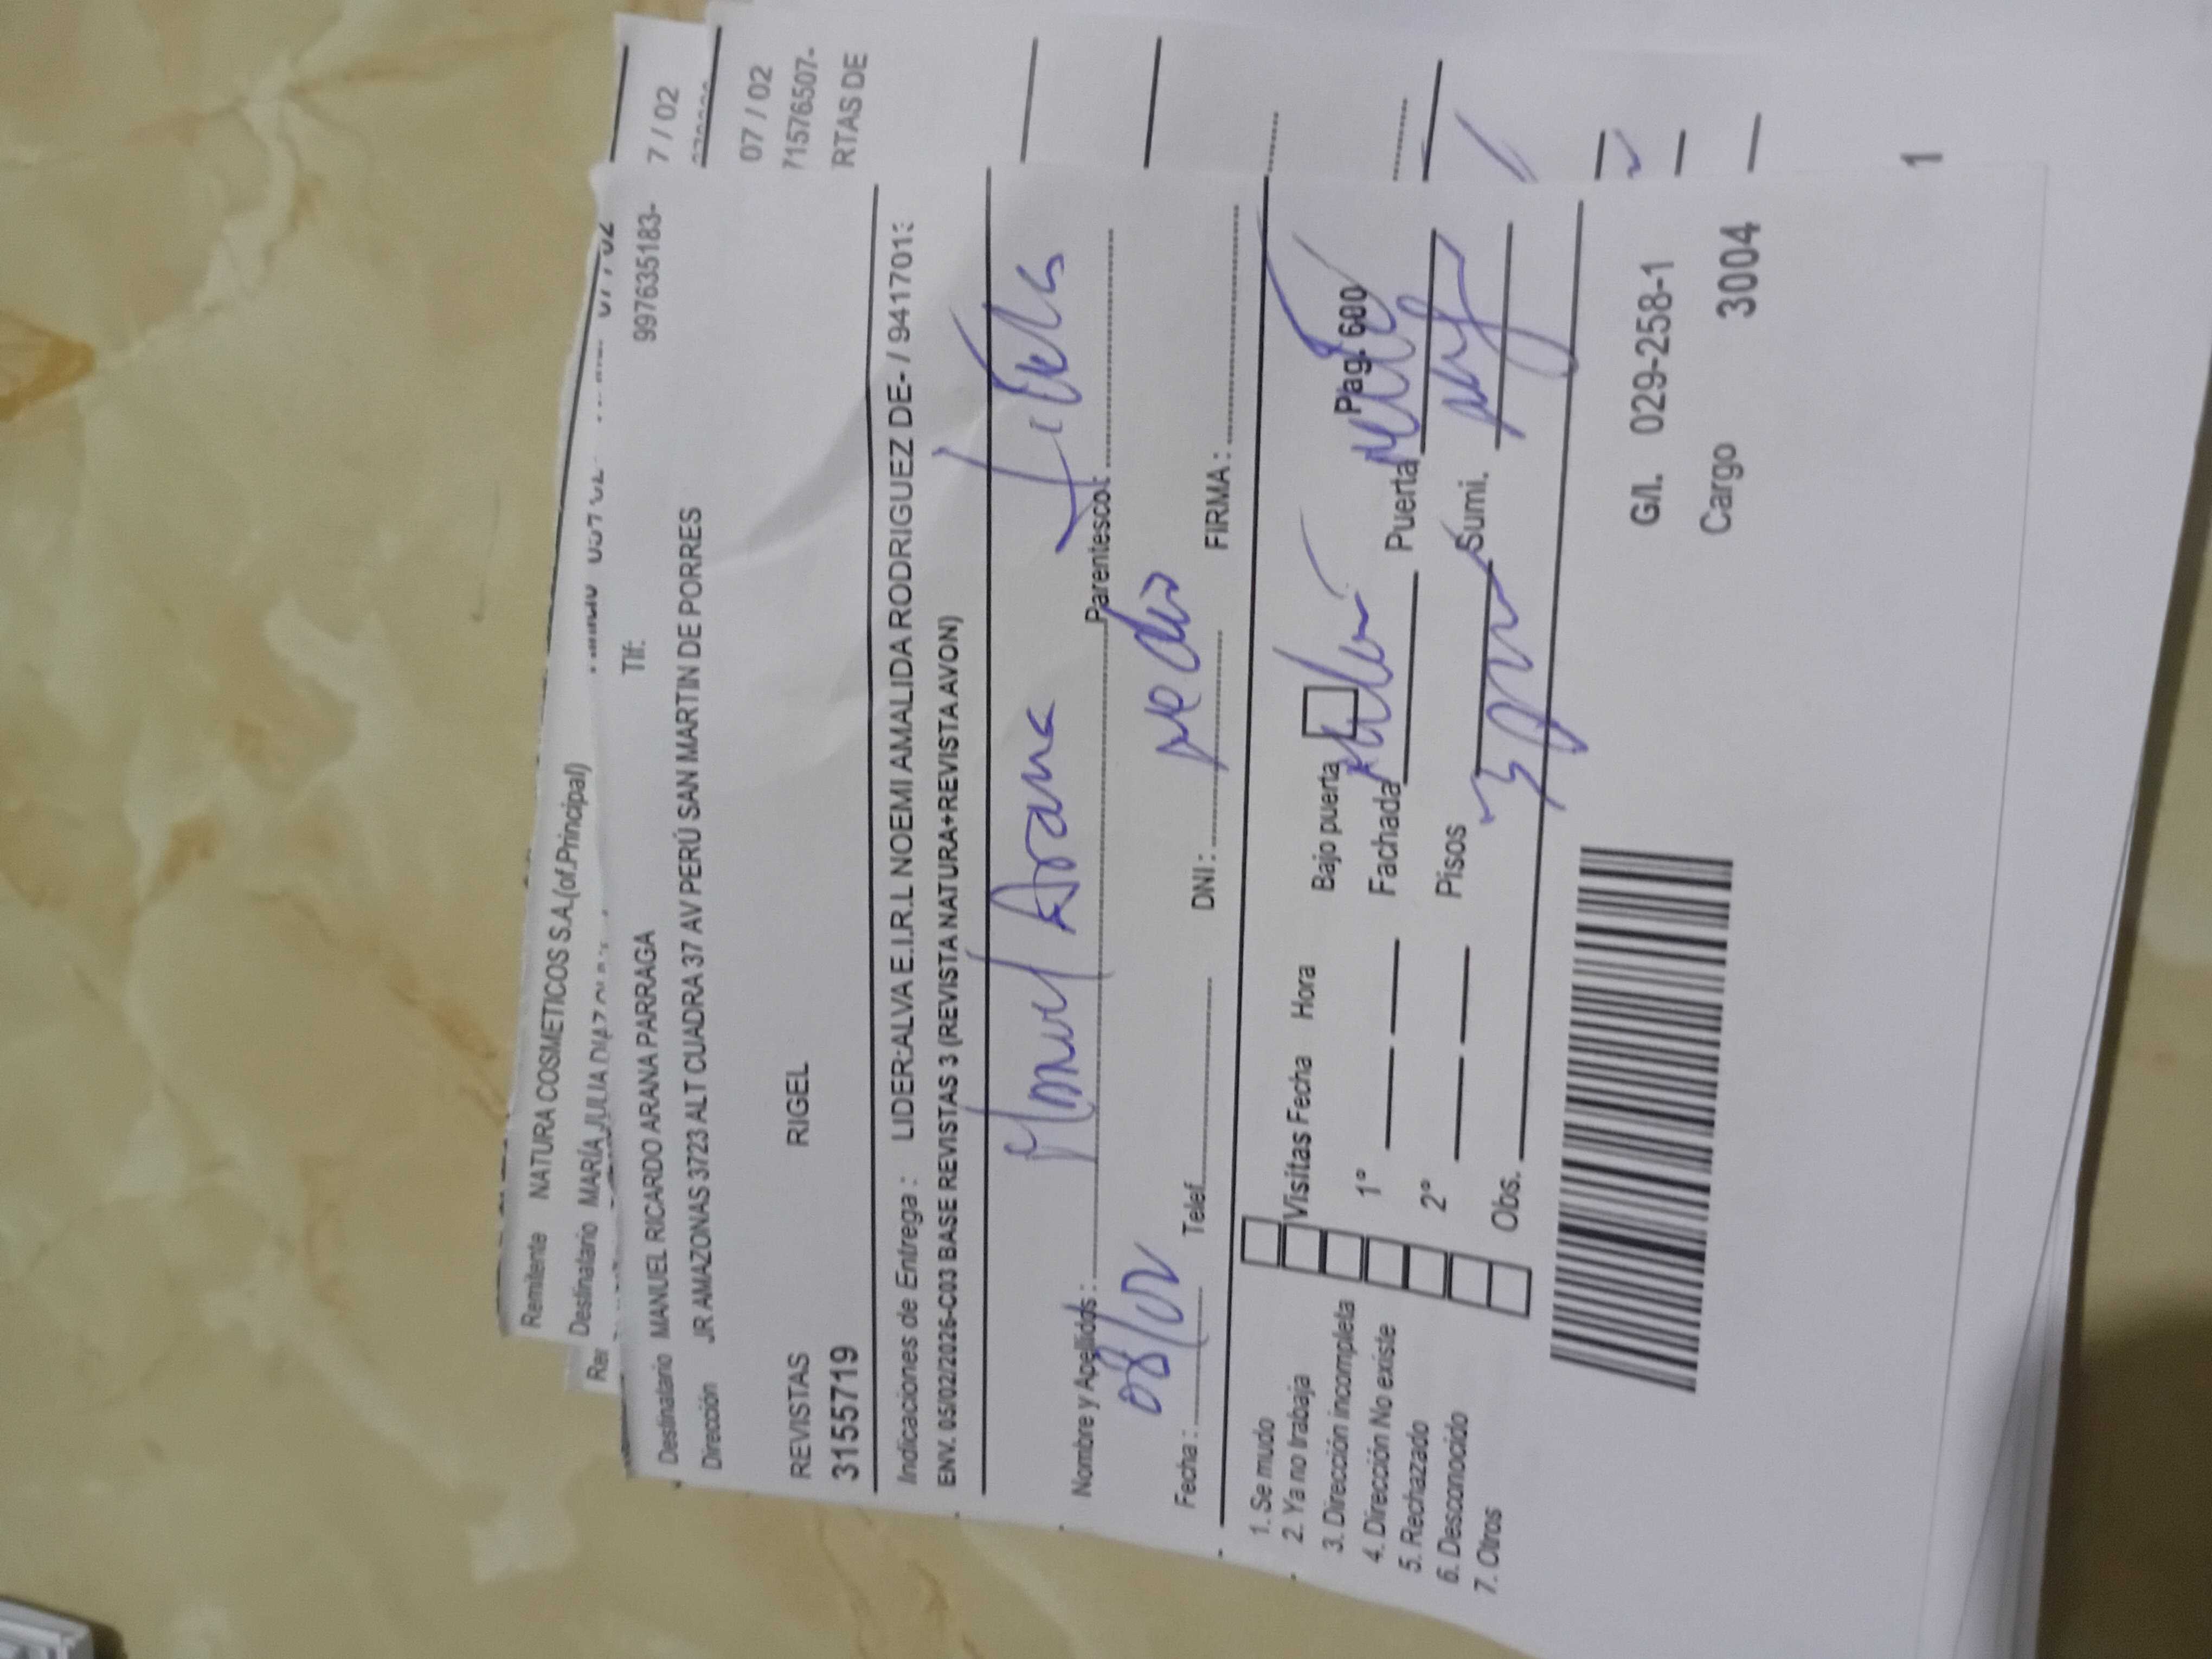 7 / 02
07 / 02
71576507-
RTAS DE
Remitente NATURA COSMETICOS S.A.(of.Principal)
Destinatario MARÍA JULIA DIAZ
Destinatario MANUEL RICARDO ARANA PARRAGA Tlf: 997635183-
Dirección JR AMAZONAS 3723 ALT CUADRA 37 AV PERÚ SAN MARTIN DE PORRES
REVISTAS RIGEL
3155719
Indicaciones de Entrega : LIDER:ALVA E.I.R.L NOEMI AMALIDA RODRIGUEZ DE- / 9417013
ENV. 05/02/2026-C03 BASE REVISTAS 3 (REVISTA NATURA+REVISTA AVON)
Nombre y Apellidos : Manuel Arana Parentesco : Titular
Fecha : 08/02 Telef. DNI : FIRMA :
1. Se mudo
2. Ya no trabaja
3. Dirección incompleta
4. Dirección No existe
5. Rechazado
6. Desconocido
7. Otros
Visitas Fecha Hora Bajo puerta Pag. 600
1° Fachada Puerta
2° Pisos Sumi.
Obs.
G/l. 029-258-1
Cargo 3004
1